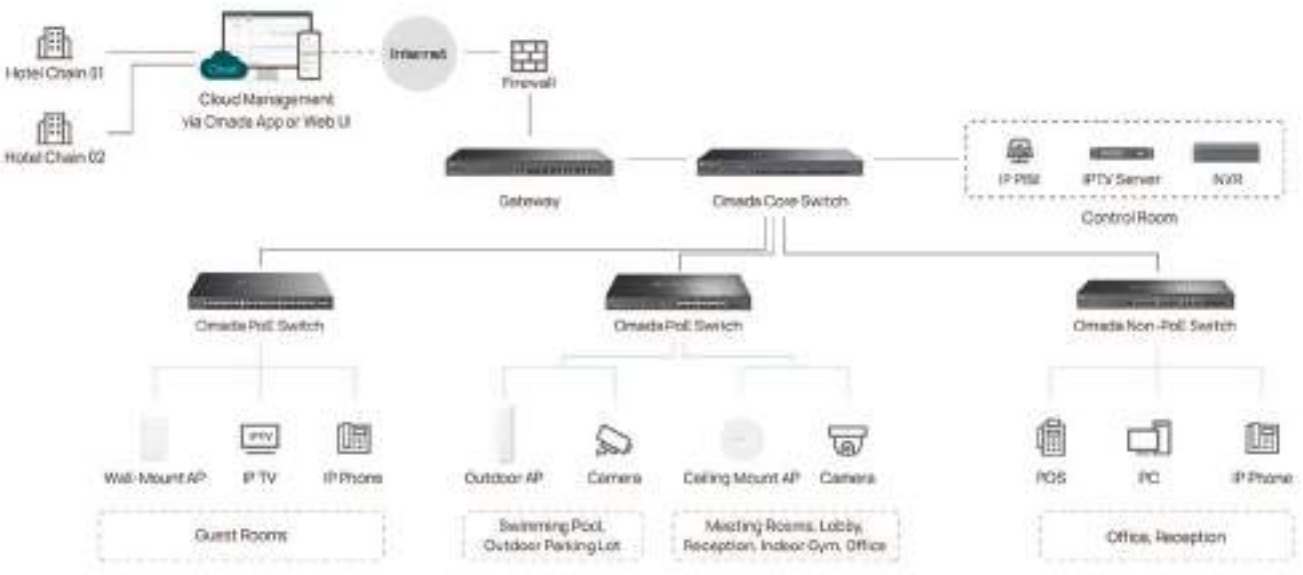 Hotel Chain 01
Cloud
Internet
Firewall
Cloud Management
via Omada App or Web UI
Hotel Chain 02
Gateway
Omada Core Switch
IP PBX
IPTV Server
NVR
Control Room
Omada PoE Switch
Omada PoE Switch
Omada Non-PoE Switch
IPTV
Wall-Mount AP
IP TV
IP Phone
Outdoor AP
Camera
Ceiling Mount AP
Camera
POS
PC
IP Phone
Guest Rooms
Swimming Pool,
Outdoor Parking Lot
Meeting Rooms, Lobby,
Reception, Indoor Gym, Office
Office, Reception